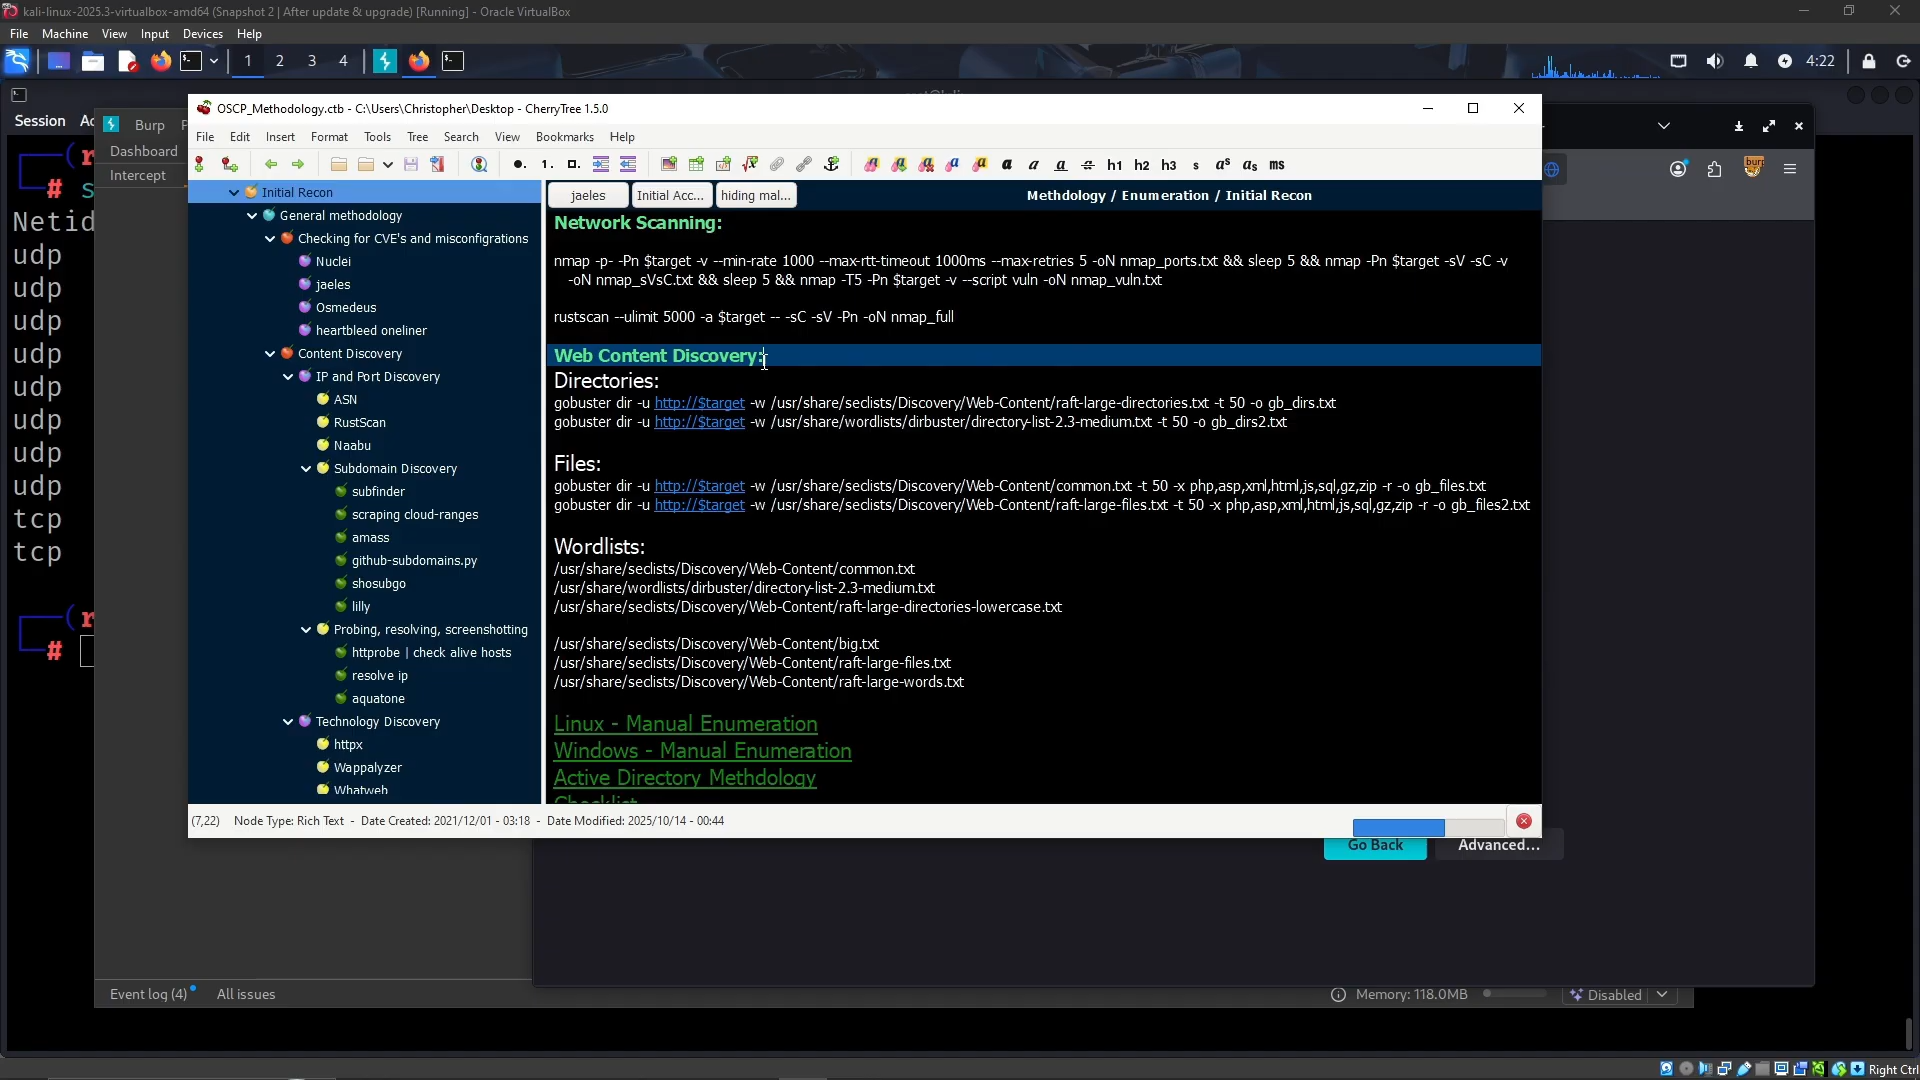 kali-linux-2025.3-virtualbox-amd64 (Snapshot 2 | After update & upgrade) [Running] - Oracle VirtualBox
File Machine View Input Devices Help
1 2 3 4
4:22
Session
Burp
Dashboard
Intercept
Netid
udp
udp
udp
udp
udp
udp
udp
udp
tcp
tcp
#
OSCP_Methodology.ctb - C:\Users\Christopher\Desktop - CherryTree 1.5.0
File Edit Insert Format Tools Tree Search View Bookmarks Help
h1 h2 h3 s ms
Initial Recon
General methodology
Checking for CVE's and misconfigrations
Nuclei
jaeles
Osmedeus
heartbleed oneliner
Content Discovery
IP and Port Discovery
ASN
RustScan
Naabu
Subdomain Discovery
subfinder
scraping cloud-ranges
amass
github-subdomains.py
shosubgo
lilly
Probing, resolving, screenshotting
httprobe | check alive hosts
resolve ip
aquatone
Technology Discovery
httpx
Wappalyzer
Whatweb
jaeles Initial Acc... hiding mal... Methdology / Enumeration / Initial Recon
Network Scanning:
nmap -p- -Pn $target -v --min-rate 1000 --max-rtt-timeout 1000ms --max-retries 5 -oN nmap_ports.txt && sleep 5 && nmap -Pn $target -sV -sC -v
-oN nmap_sVsC.txt && sleep 5 && nmap -T5 -Pn $target -v --script vuln -oN nmap_vuln.txt
rustscan --ulimit 5000 -a $target -- -sC -sV -Pn -oN nmap_full
Web Content Discovery:
Directories:
gobuster dir -u http://$target -w /usr/share/seclists/Discovery/Web-Content/raft-large-directories.txt -t 50 -o gb_dirs.txt
gobuster dir -u http://$target -w /usr/share/wordlists/dirbuster/directory-list-2.3-medium.txt -t 50 -o gb_dirs2.txt
Files:
gobuster dir -u http://$target -w /usr/share/seclists/Discovery/Web-Content/common.txt -t 50 -x php,asp,xml,html,js,sql,gz,zip -r -o gb_files.txt
gobuster dir -u http://$target -w /usr/share/seclists/Discovery/Web-Content/raft-large-files.txt -t 50 -x php,asp,xml,html,js,sql,gz,zip -r -o gb_files2.txt
Wordlists:
/usr/share/seclists/Discovery/Web-Content/common.txt
/usr/share/wordlists/dirbuster/directory-list-2.3-medium.txt
/usr/share/seclists/Discovery/Web-Content/raft-large-directories-lowercase.txt
/usr/share/seclists/Discovery/Web-Content/big.txt
/usr/share/seclists/Discovery/Web-Content/raft-large-files.txt
/usr/share/seclists/Discovery/Web-Content/raft-large-words.txt
Linux - Manual Enumeration
Windows - Manual Enumeration
Active Directory Methdology
Checklist
(7,22) Node Type: Rich Text - Date Created: 2021/12/01 - 03:18 - Date Modified: 2025/10/14 - 00:44
Go Back Advanced...
Event log (4) All issues
Memory: 118.0MB Disabled
Right Ctrl